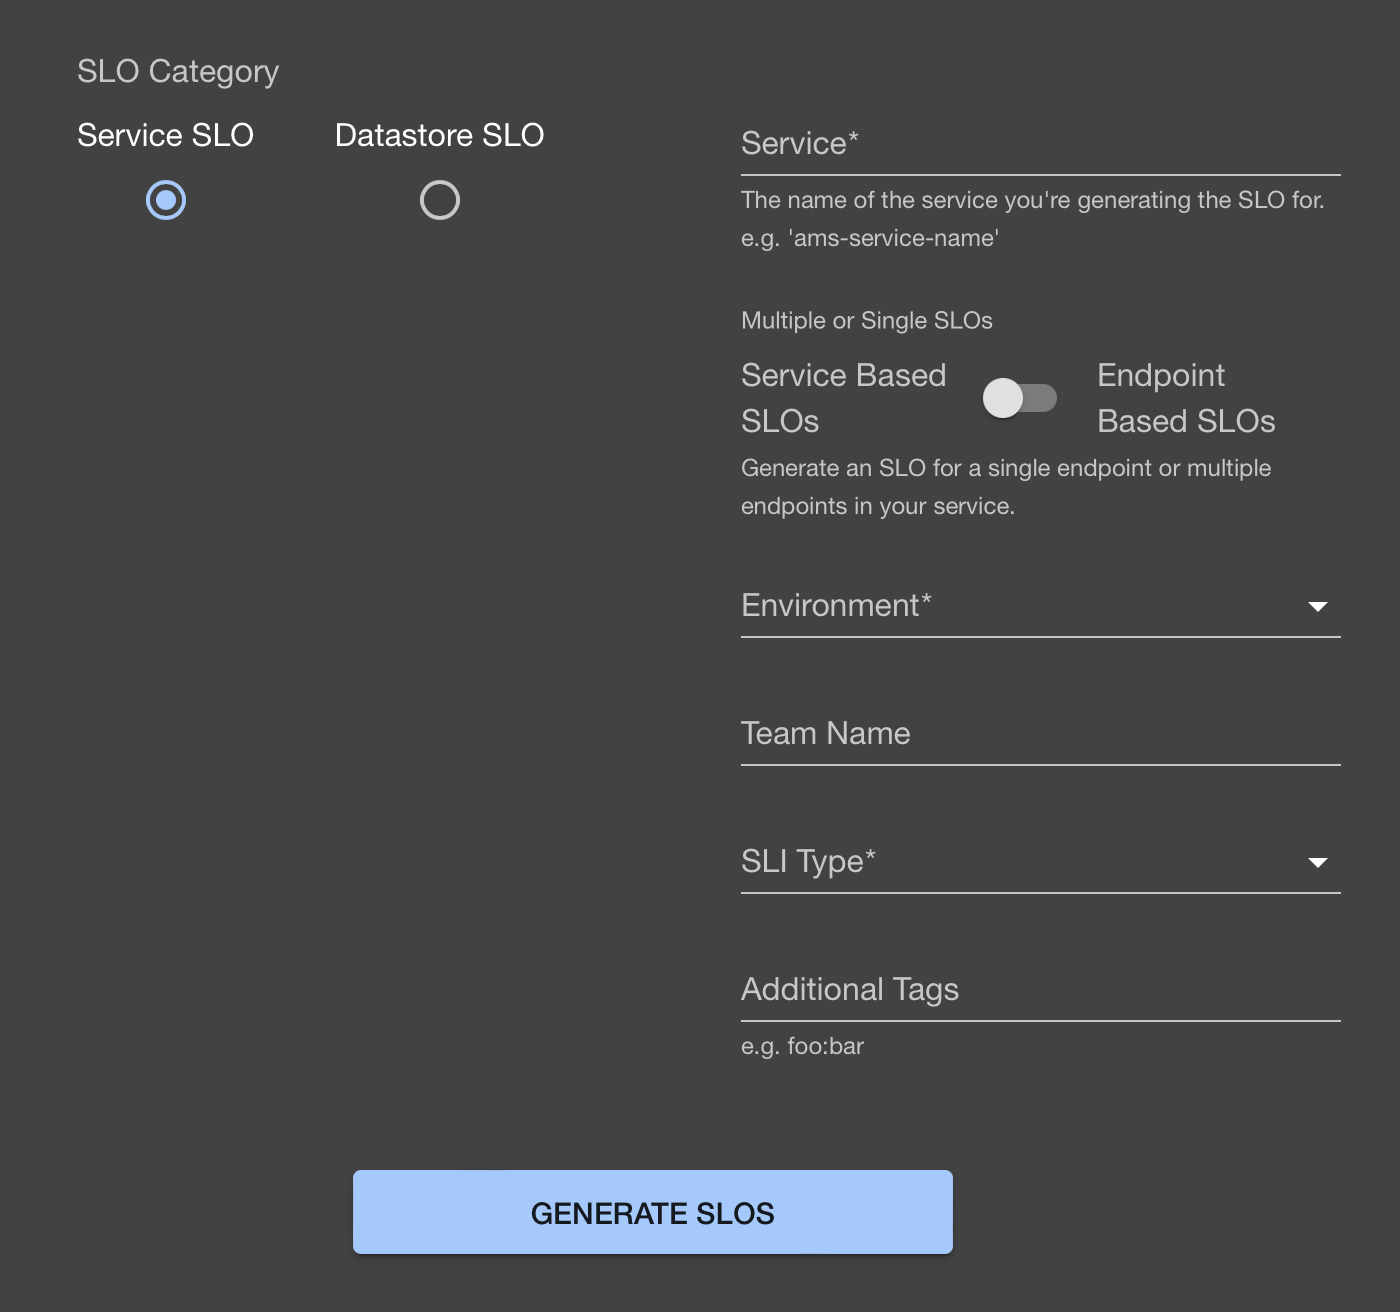 SLO Category
Service SLO
Datastore SLO
Service*
The name of the service you're generating the SLO for.
e.g. 'ams-service-name'
Multiple or Single SLOs
Service Based
SLOs
Endpoint
Based SLOs
Generate an SLO for a single endpoint or multiple
endpoints in your service.
Environment*
Team Name
SLI Type*
Additional Tags
e.g. foo:bar
GENERATE SLOS